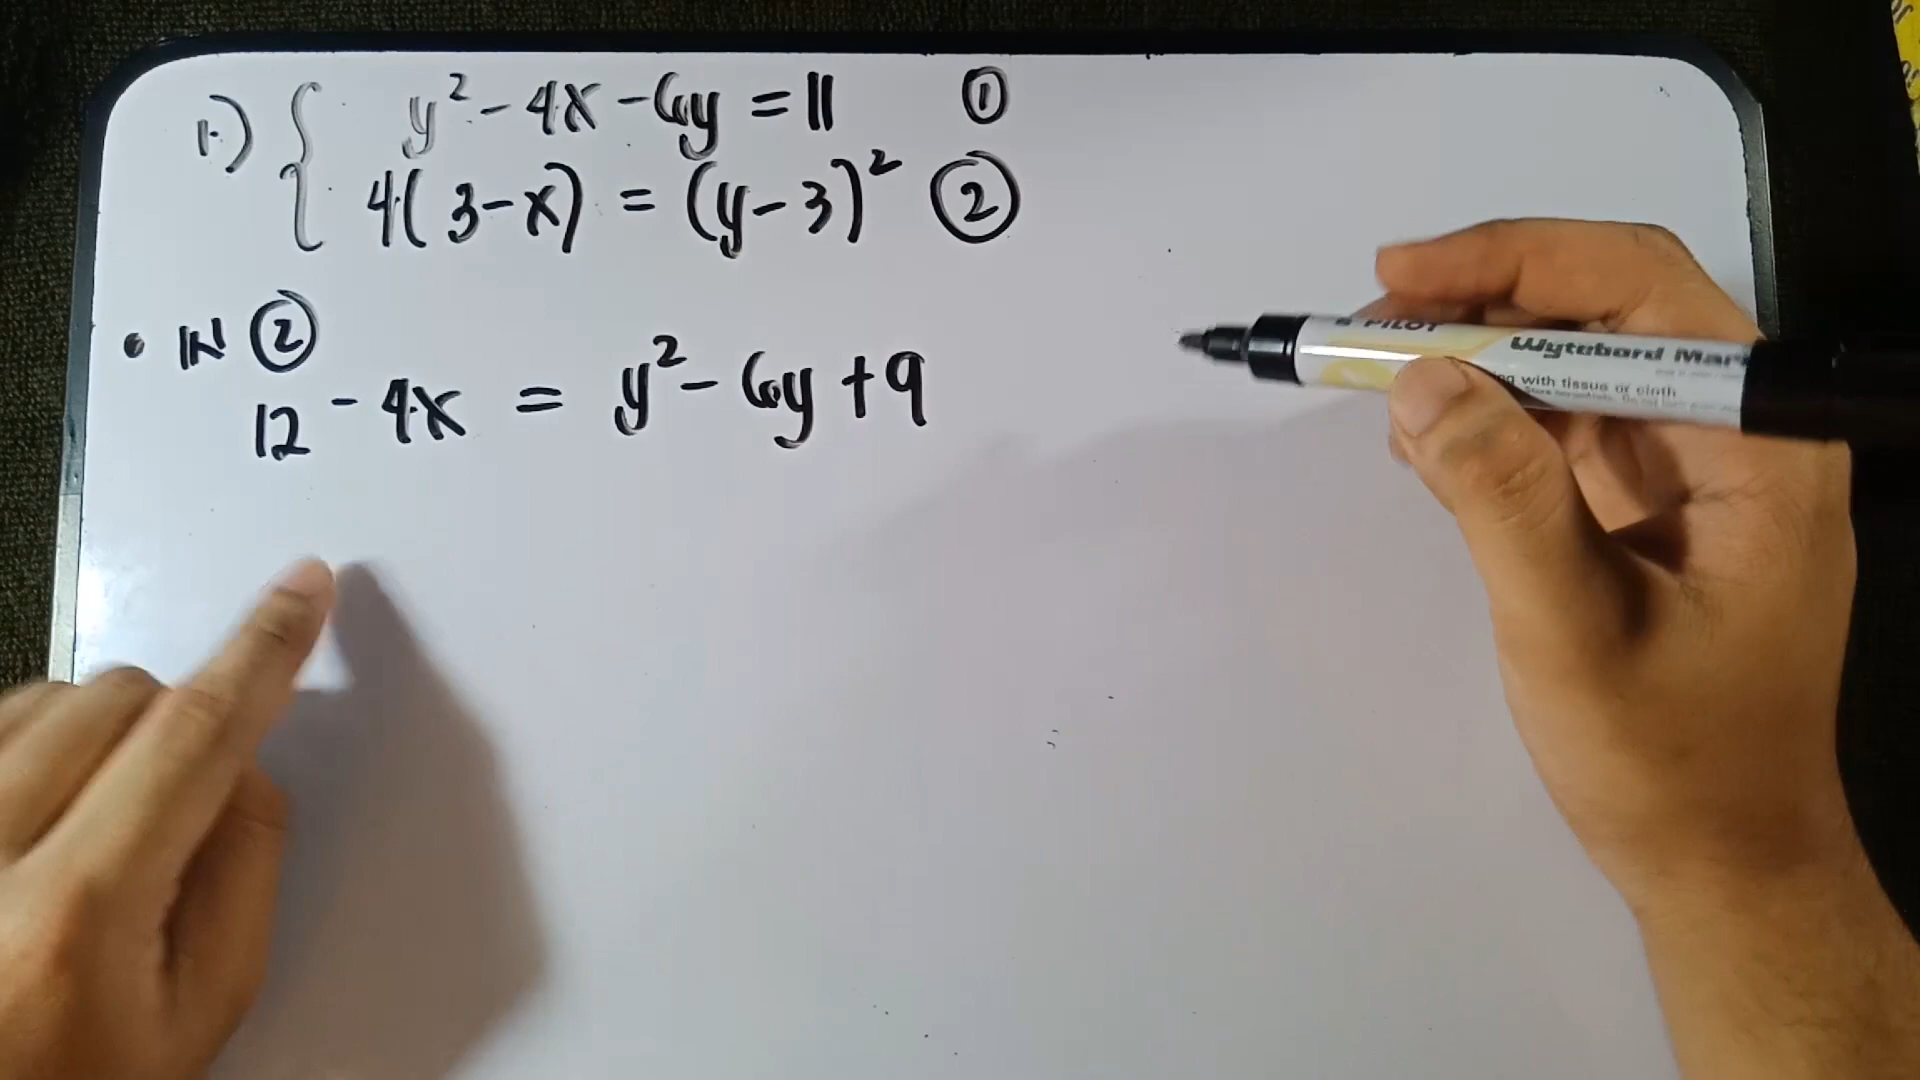 1.) { y² - 4x - 6y = 11 ①
4(3-x) = (y-3)² ②
• IN ②
12 - 4x = y² - 6y + 9
PILOT
Wytebord Mar
with tissue or cloth